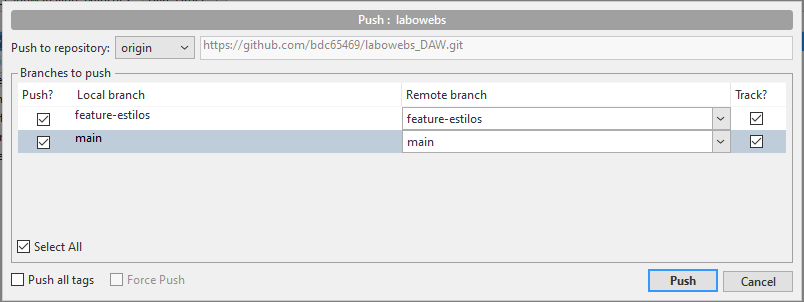 Push : labowebs
Push to repository: origin https://github.com/bdc65469/labowebs_DAW.git
Branches to push
Push? Local branch Remote branch Track?
feature-estilos feature-estilos
main main
Select All
Push all tags Force Push Push Cancel